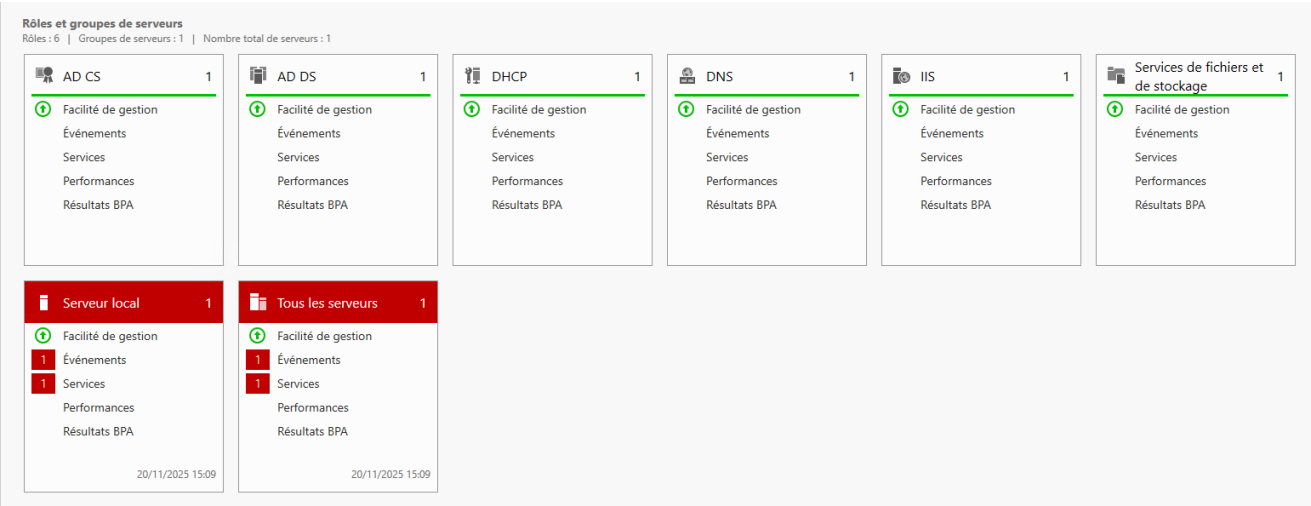 Rôles et groupes de serveurs
Rôles : 6 | Groupes de serveurs : 1 | Nombre total de serveurs : 1
AD CS 1
Facilité de gestion
Événements
Services
Performances
Résultats BPA
AD DS 1
Facilité de gestion
Événements
Services
Performances
Résultats BPA
DHCP 1
Facilité de gestion
Événements
Services
Performances
Résultats BPA
DNS 1
Facilité de gestion
Événements
Services
Performances
Résultats BPA
IIS 1
Facilité de gestion
Événements
Services
Performances
Résultats BPA
Services de fichiers et
de stockage 1
Facilité de gestion
Événements
Services
Performances
Résultats BPA
Serveur local 1
Facilité de gestion
1 Événements
1 Services
Performances
Résultats BPA
20/11/2025 15:09
Tous les serveurs 1
Facilité de gestion
1 Événements
1 Services
Performances
Résultats BPA
20/11/2025 15:09